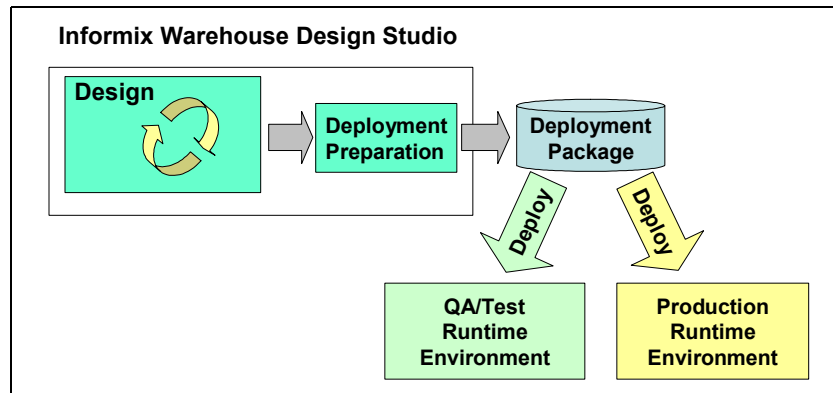 Informix Warehouse Design Studio
Design
Deployment
Preparation
Deployment
Package
Deploy
Deploy
QA/Test
Runtime
Environment
Production
Runtime
Environment